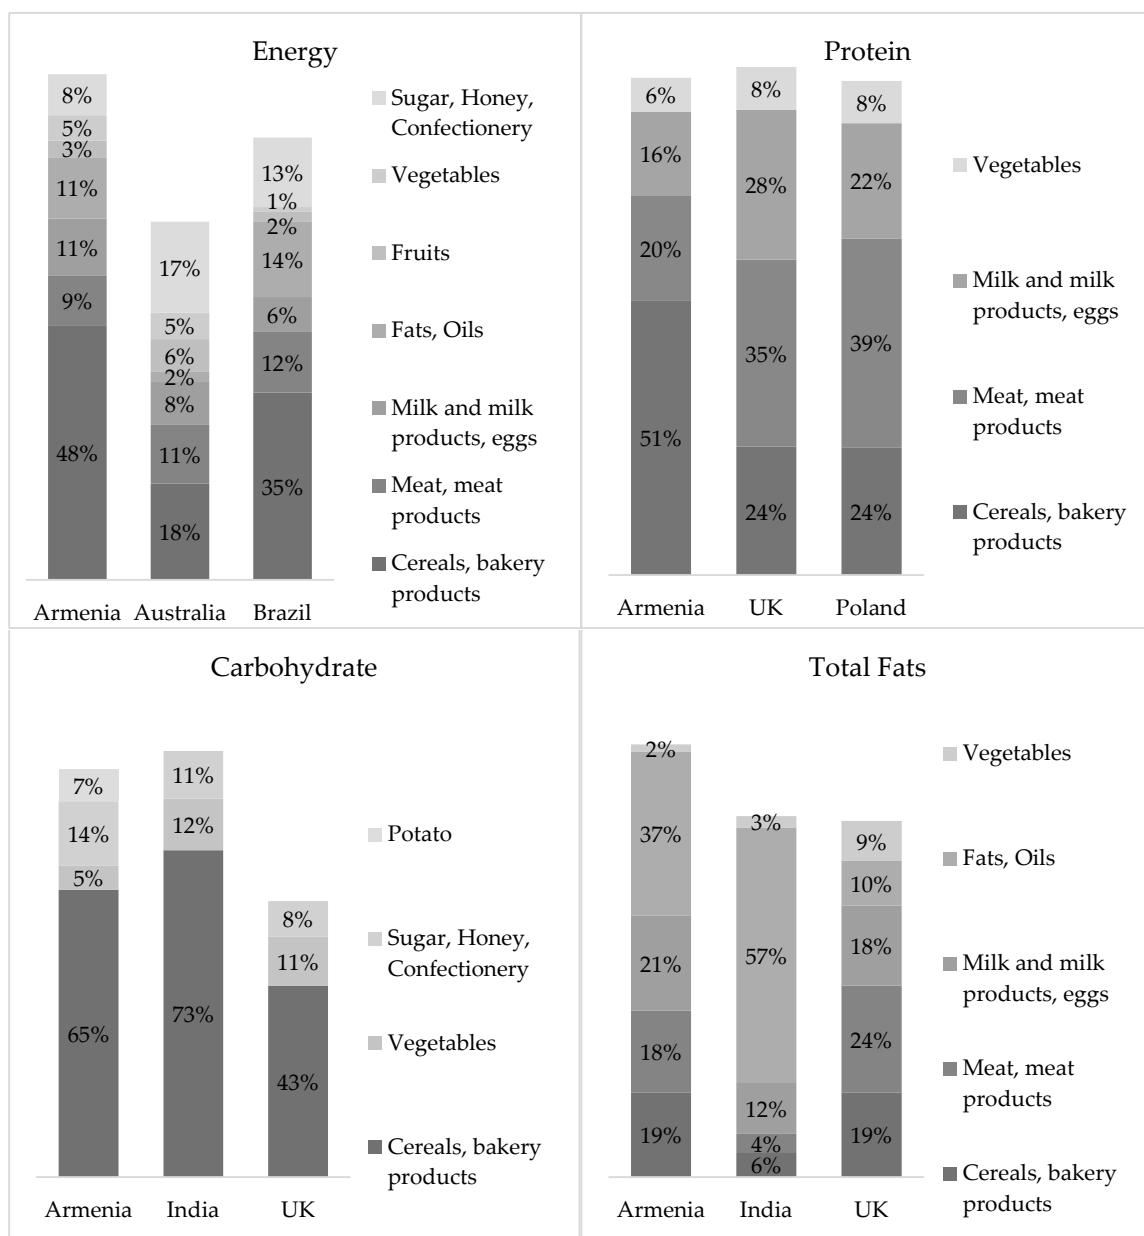 Energy
8%
5%
3%
11%
11%
9%
48%
17%
5%
6%
2%
8%
11%
18%
13%
1%
2%
14%
6%
12%
35%
Armenia Australia Brazil
Sugar, Honey,
Confectionery
Vegetables
Fruits
Fats, Oils
Milk and milk
products, eggs
Meat, meat
products
Cereals, bakery
products
Protein
6%
16%
20%
51%
8%
28%
35%
24%
8%
22%
39%
24%
Armenia UK Poland
Vegetables
Milk and milk
products, eggs
Meat, meat
products
Cereals, bakery
products
Carbohydrate
7%
14%
5%
65%
11%
12%
73%
8%
11%
43%
Armenia India UK
Potato
Sugar, Honey,
Confectionery
Vegetables
Cereals, bakery
products
Total Fats
2%
37%
21%
18%
19%
3%
57%
12%
4%
6%
9%
10%
18%
24%
19%
Armenia India UK
Vegetables
Fats, Oils
Milk and milk
products, eggs
Meat, meat
products
Cereals, bakery
products